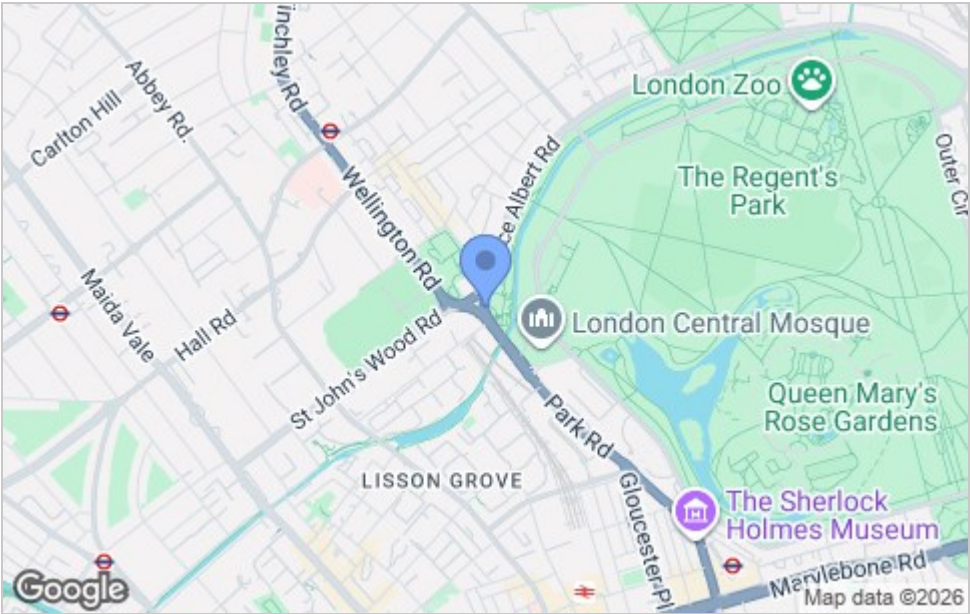 inchley Rd
Abbey Rd.
Carlton Hill
London Zoo
Outer Cir
ce Albert Rd
The Regent's
Park
Wellington Rd
Maida Vale
Hall Rd
London Central Mosque
St John's Wood Rd
Queen Mary's
Rose Gardens
Park Rd
LISSON GROVE
Gloucester Pl
The Sherlock
Holmes Museum
Marylebone Rd
Google
Map data ©2026